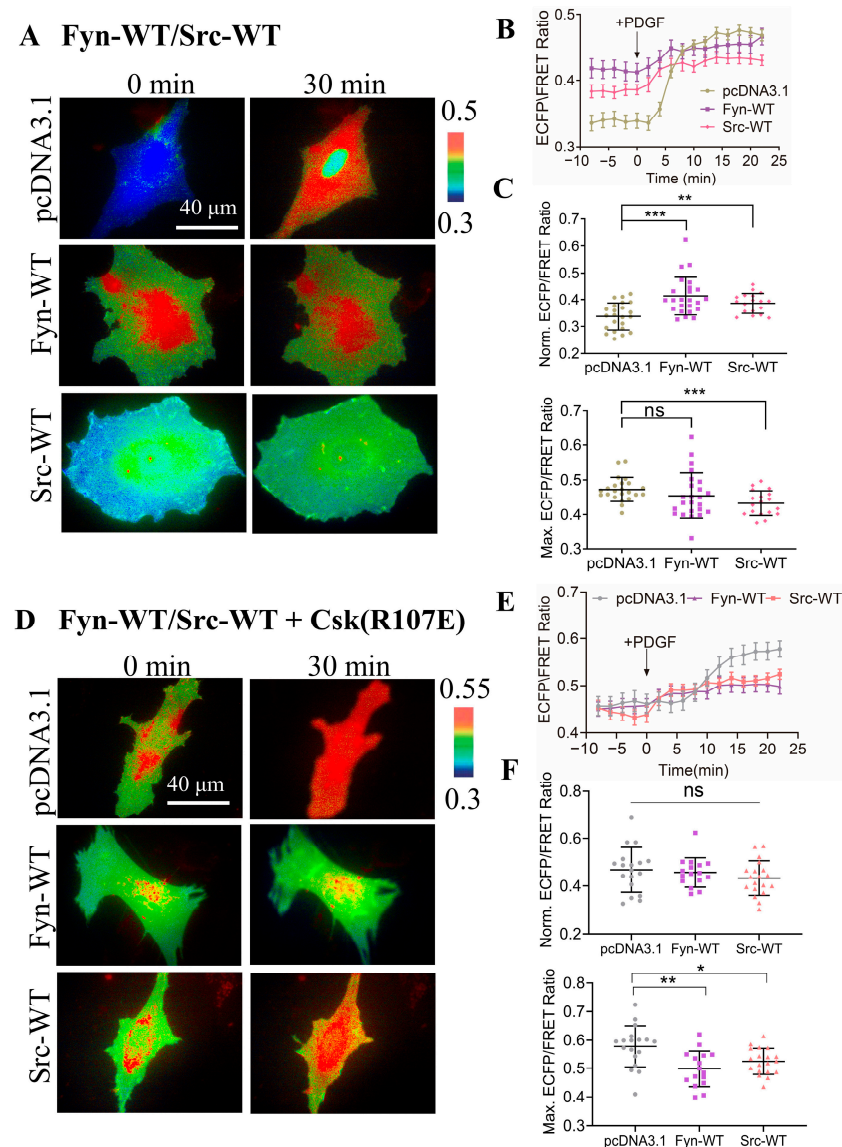 A Fyn-WT/Src-WT
0 min 30 min
pcDNA3.1
40 μm
0.5
0.3
Fyn-WT
Src-WT
B
+PDGF
ECFP\FRET Ratio
0.5
0.4
0.3
pcDNA3.1
Fyn-WT
Src-WT
−10 −5 0 5 10 15 20 25
Time (min)
C
**
***
Norm. ECFP/FRET Ratio
0.7
0.6
0.5
0.4
0.3
0.2
pcDNA3.1 Fyn-WT Src-WT
***
ns
Max. ECFP/FRET Ratio
0.7
0.6
0.5
0.4
0.3
pcDNA3.1 Fyn-WT Src-WT
D Fyn-WT/Src-WT + Csk(R107E)
0 min 30 min
pcDNA3.1
40 μm
0.55
0.3
Fyn-WT
Src-WT
E
pcDNA3.1 Fyn-WT Src-WT
+PDGF
ECFP\FRET Ratio
0.6
0.5
0.4
−10 −5 0 5 10 15 20 25
Time(min)
F
ns
Norm. ECFP/FRET Ratio
0.8
0.6
0.4
0.2
pcDNA3.1 Fyn-WT Src-WT
*
**
Max. ECFP/FRET Ratio
0.8
0.7
0.6
0.5
0.4
0.3
pcDNA3.1 Fyn-WT Src-WT